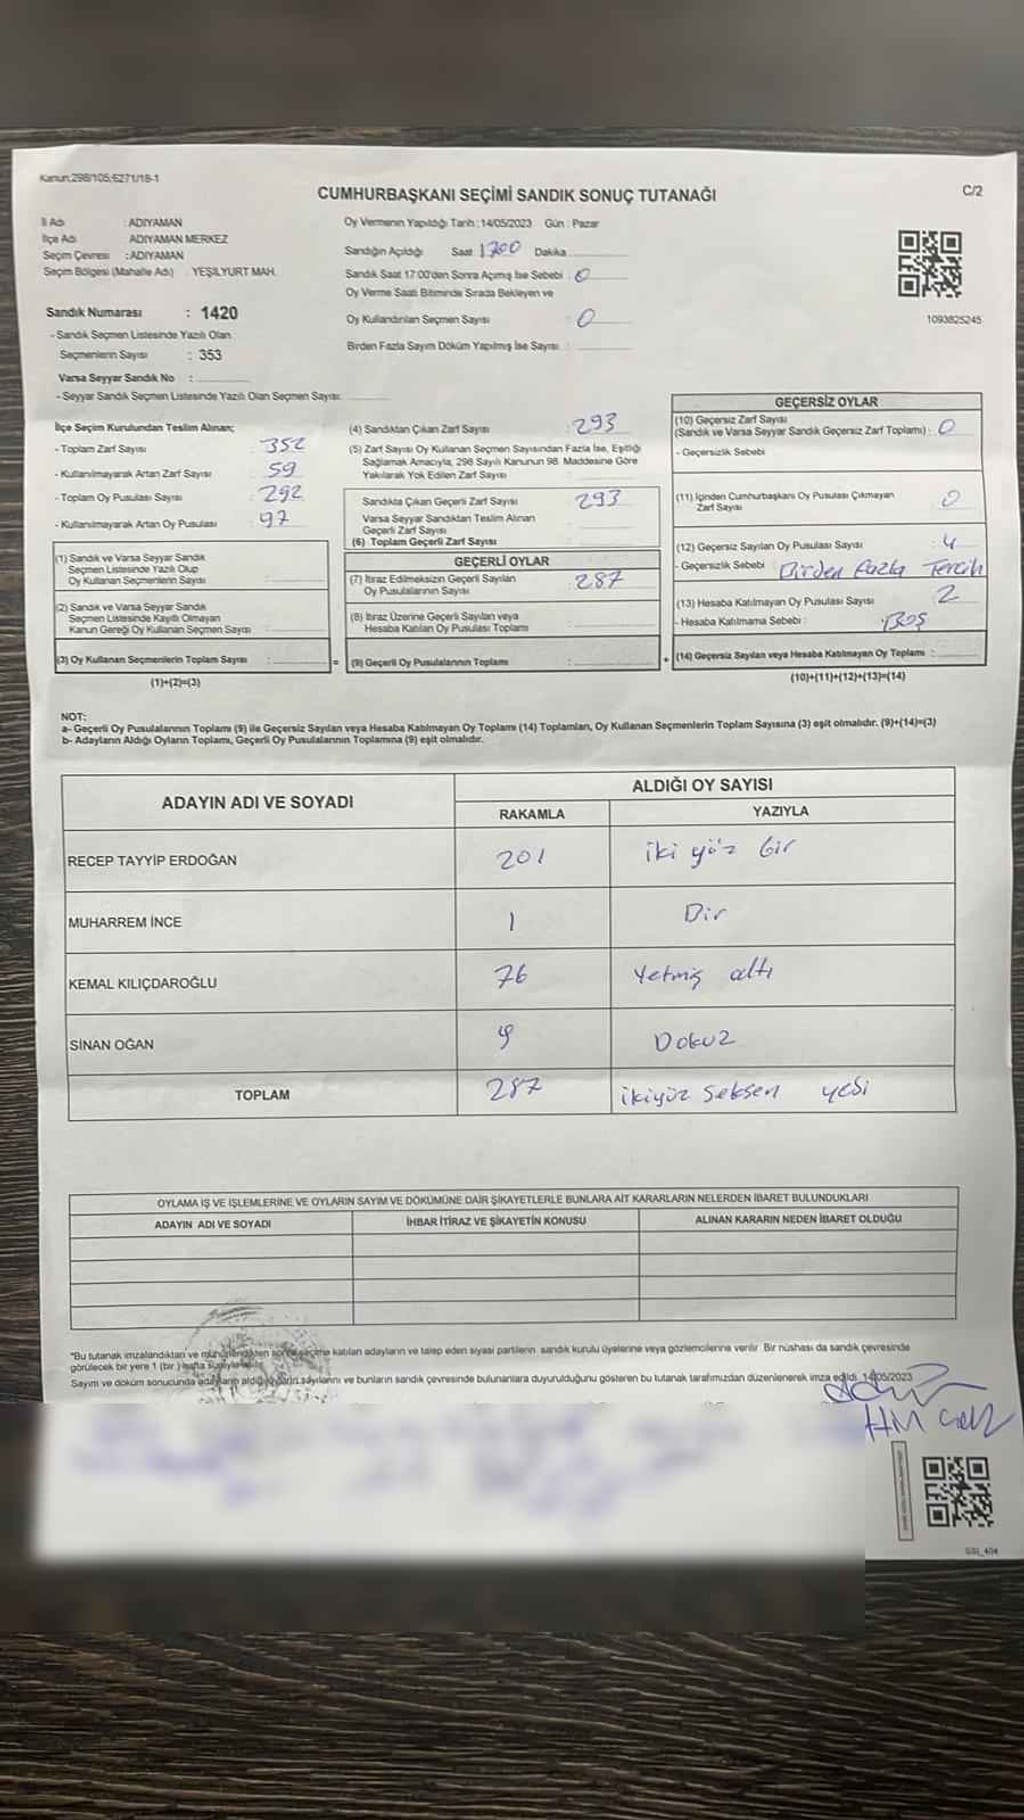 Kanun:298/105;6271/18-1
CUMHURBAŞKANI SEÇİMİ SANDIK SONUÇ TUTANAĞI
C/2
İl Adı : ADIYAMAN
İlçe Adı ADIYAMAN MERKEZ
Seçim Çevresi :ADIYAMAN
Seçim Bölgesi (Mahalle Adı) YEŞİLYURT MAH.
Oy Vermenin Yapıldığı Tarih : 14/05/2023 Gün : Pazar
Sandığın Açıldığı Saat 1700 Dakika
Sandık Saat 17:00'den Sonra Açılmış İse Sebebi : 0
Oy Verme Saati Bitiminde Sırada Bekleyen ve
Oy Kullandırılan Seçmen Sayısı 0
Birden Fazla Sayım Döküm Yapılmış İse Sayısı :
1093825245
Sandık Numarası : 1420
- Sandık Seçmen Listesinde Yazılı Olan
Seçmenlerin Sayısı : 353
Varsa Seyyar Sandık No :
- Seyyar Sandık Seçmen Listesinde Yazılı Olan Seçmen Sayısı:
İlçe Seçim Kurulundan Teslim Alınan;
- Toplam Zarf Sayısı 352
- Kullanılmayarak Artan Zarf Sayısı 59
- Toplam Oy Pusulası Sayısı 292
- Kullanılmayarak Artan Oy Pusulası 97
(1) Sandık ve Varsa Seyyar Sandık
Seçmen Listesinde Yazılı Olup
Oy Kullanan Seçmenlerin Sayısı :
(2) Sandık ve Varsa Seyyar Sandık
Seçmen Listesinde Kayıtlı Olmayan
Kanun Gereği Oy Kullanan Seçmen Sayısı
(3) Oy Kullanan Seçmenlerin Toplam Sayısı :
(1)+(2)=(3)
(4) Sandıktan Çıkan Zarf Sayısı : 293
(5) Zarf Sayısı Oy Kullanan Seçmen Sayısından Fazla İse, Eşitliği
Sağlamak Amacıyla, 298 Sayılı Kanunun 98. Maddesine Göre
Yakılarak Yok Edilen Zarf Sayısı
Sandıkta Çıkan Geçerli Zarf Sayısı 293
Varsa Seyyar Sandıktan Teslim Alınan
Geçerli Zarf Sayısı
(6) Toplam Geçerli Zarf Sayısı
GEÇERLİ OYLAR
(7) İtiraz Edilmeksizin Geçerli Sayılan
Oy Pusulalarının Sayısı 287
(8) İtiraz Üzerine Geçerli Sayılan veya
Hesaba Katılan Oy Pusulası Toplamı
=
(9) Geçerli Oy Pusulalarının Toplamı :
+
GEÇERSİZ OYLAR
(10) Geçersiz Zarf Sayısı
(Sandık ve Varsa Seyyar Sandık Geçersiz Zarf Toplamı) : 0
- Geçersizlik Sebebi
(11) İçinden Cumhurbaşkanı Oy Pusulası Çıkmayan
Zarf Sayısı 0
(12) Geçersiz Sayılan Oy Pusulası Sayısı 4
- Geçersizlik Sebebi Birden fazla Tercih
(13) Hesaba Katılmayan Oy Pusulası Sayısı 2
- Hesaba Katılmama Sebebi : Boş
(14) Geçersiz Sayılan veya Hesaba Katılmayan Oy Toplamı :
(10)+(11)+(12)+(13)=(14)
NOT:
a- Geçerli Oy Pusulalarının Toplamı (9) ile Geçersiz Sayılan veya Hesaba Katılmayan Oy Toplamı (14) Toplamları, Oy Kullanan Seçmenlerin Toplam Sayısına (3) eşit olmalıdır. (9)+(14)=(3)
b- Adayların Aldığı Oyların Toplamı, Geçerli Oy Pusulalarının Toplamına (9) eşit olmalıdır.
ADAYIN ADI VE SOYADI ALDIĞI OY SAYISI
RAKAMLA YAZIYLA
RECEP TAYYİP ERDOĞAN 201 iki yüz bir
MUHARREM İNCE 1 Bir
KEMAL KILIÇDAROĞLU 76 Yetmiş altı
SİNAN OĞAN 9 Dokuz
TOPLAM 287 ikiyüz seksen yedi
OYLAMA İŞ VE İŞLEMLERİNE VE OYLARIN SAYIM VE DÖKÜMÜNE DAİR ŞİKAYETLERLE BUNLARA AİT KARARLARIN NELERDEN İBARET BULUNDUKLARI
ADAYIN ADI VE SOYADI İHBAR İTİRAZ VE ŞİKAYETİN KONUSU ALINAN KARARIN NEDEN İBARET OLDUĞU
*Bu tutanak imzalandıktan ve mühürlendikten sonra seçime katılan adayların ve talep eden siyasi partilerin sandık kurulu üyelerine veya gözlemcilerine verilir. Bir nüshası da sandık çevresinde
görülecek bir yere 1 (bir) hafta
Sayım ve döküm sonucunda adayların aldığı oyların sayılarını ve bunların sandık çevresinde bulunanlara duyurulduğunu gösteren bu tutanak tarafımızdan düzenlenerek imza edildi. 14/05/2023